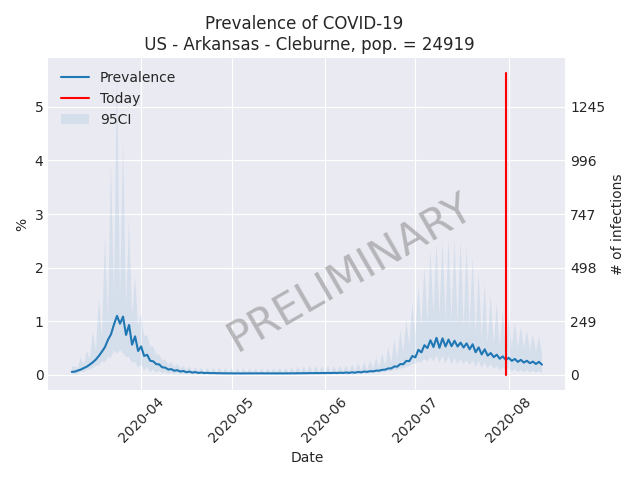 Prevalence of COVID-19
US - Arkansas - Cleburne, pop. = 24919
Prevalence
Today
95CI
5
4
3
2
1
0
%
1245
996
747
498
249
0
# of infections
PRELIMINARY
2020-04
2020-05
2020-06
2020-07
2020-08
Date